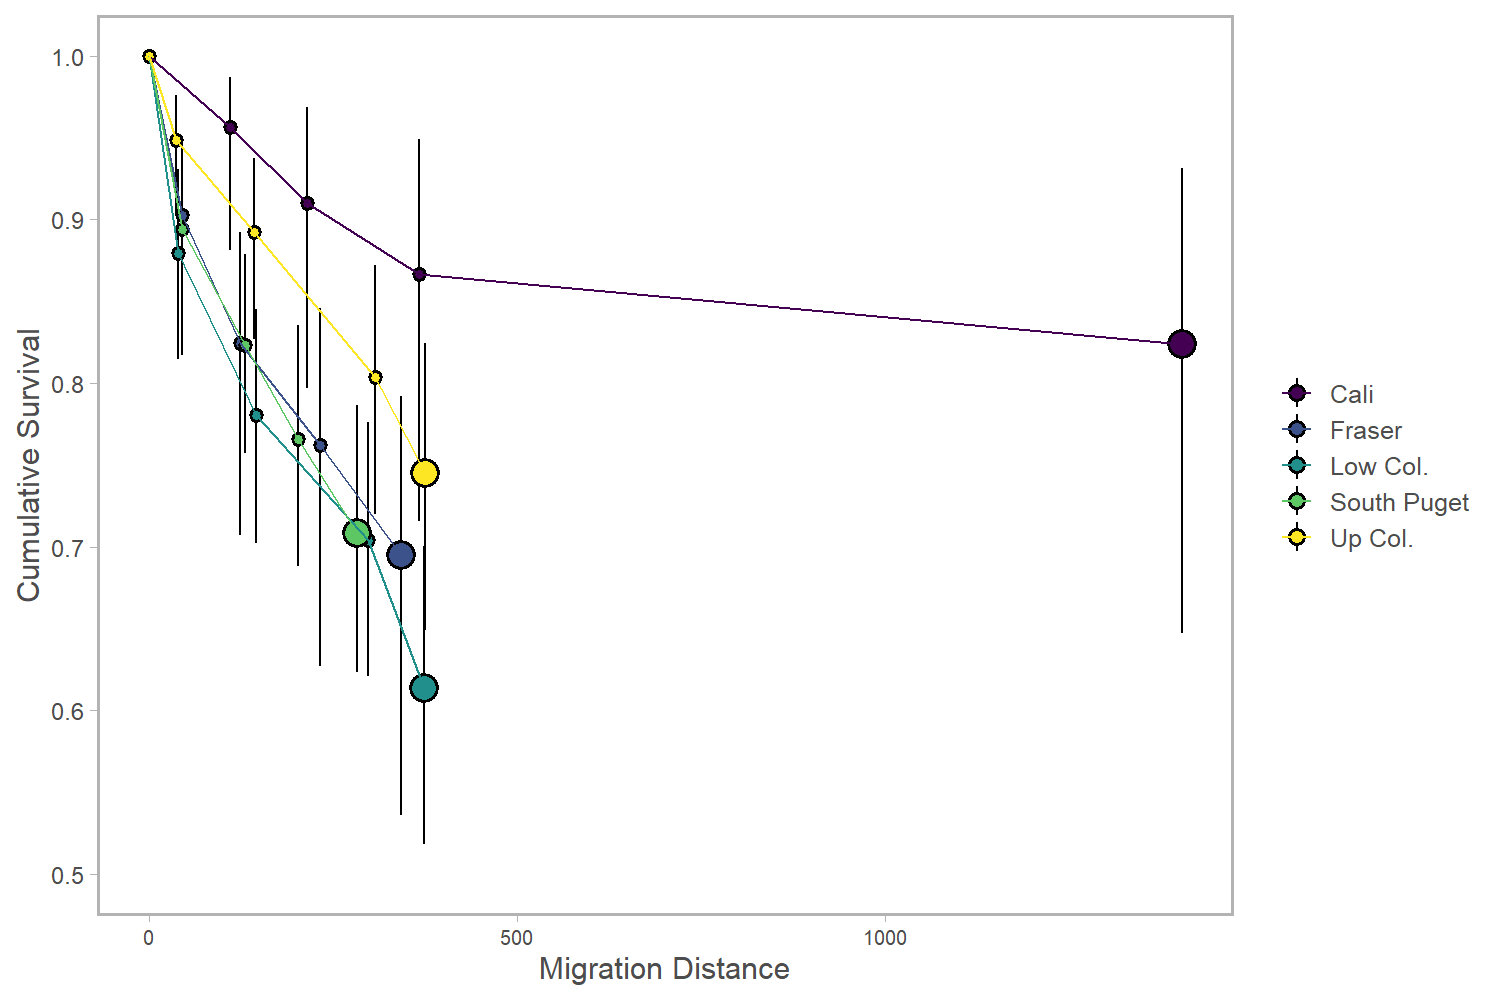 Cumulative Survival
1.0
0.9
0.8
0.7
0.6
0.5
0
500
1000
Migration Distance
Cali
Fraser
Low Col.
South Puget
Up Col.